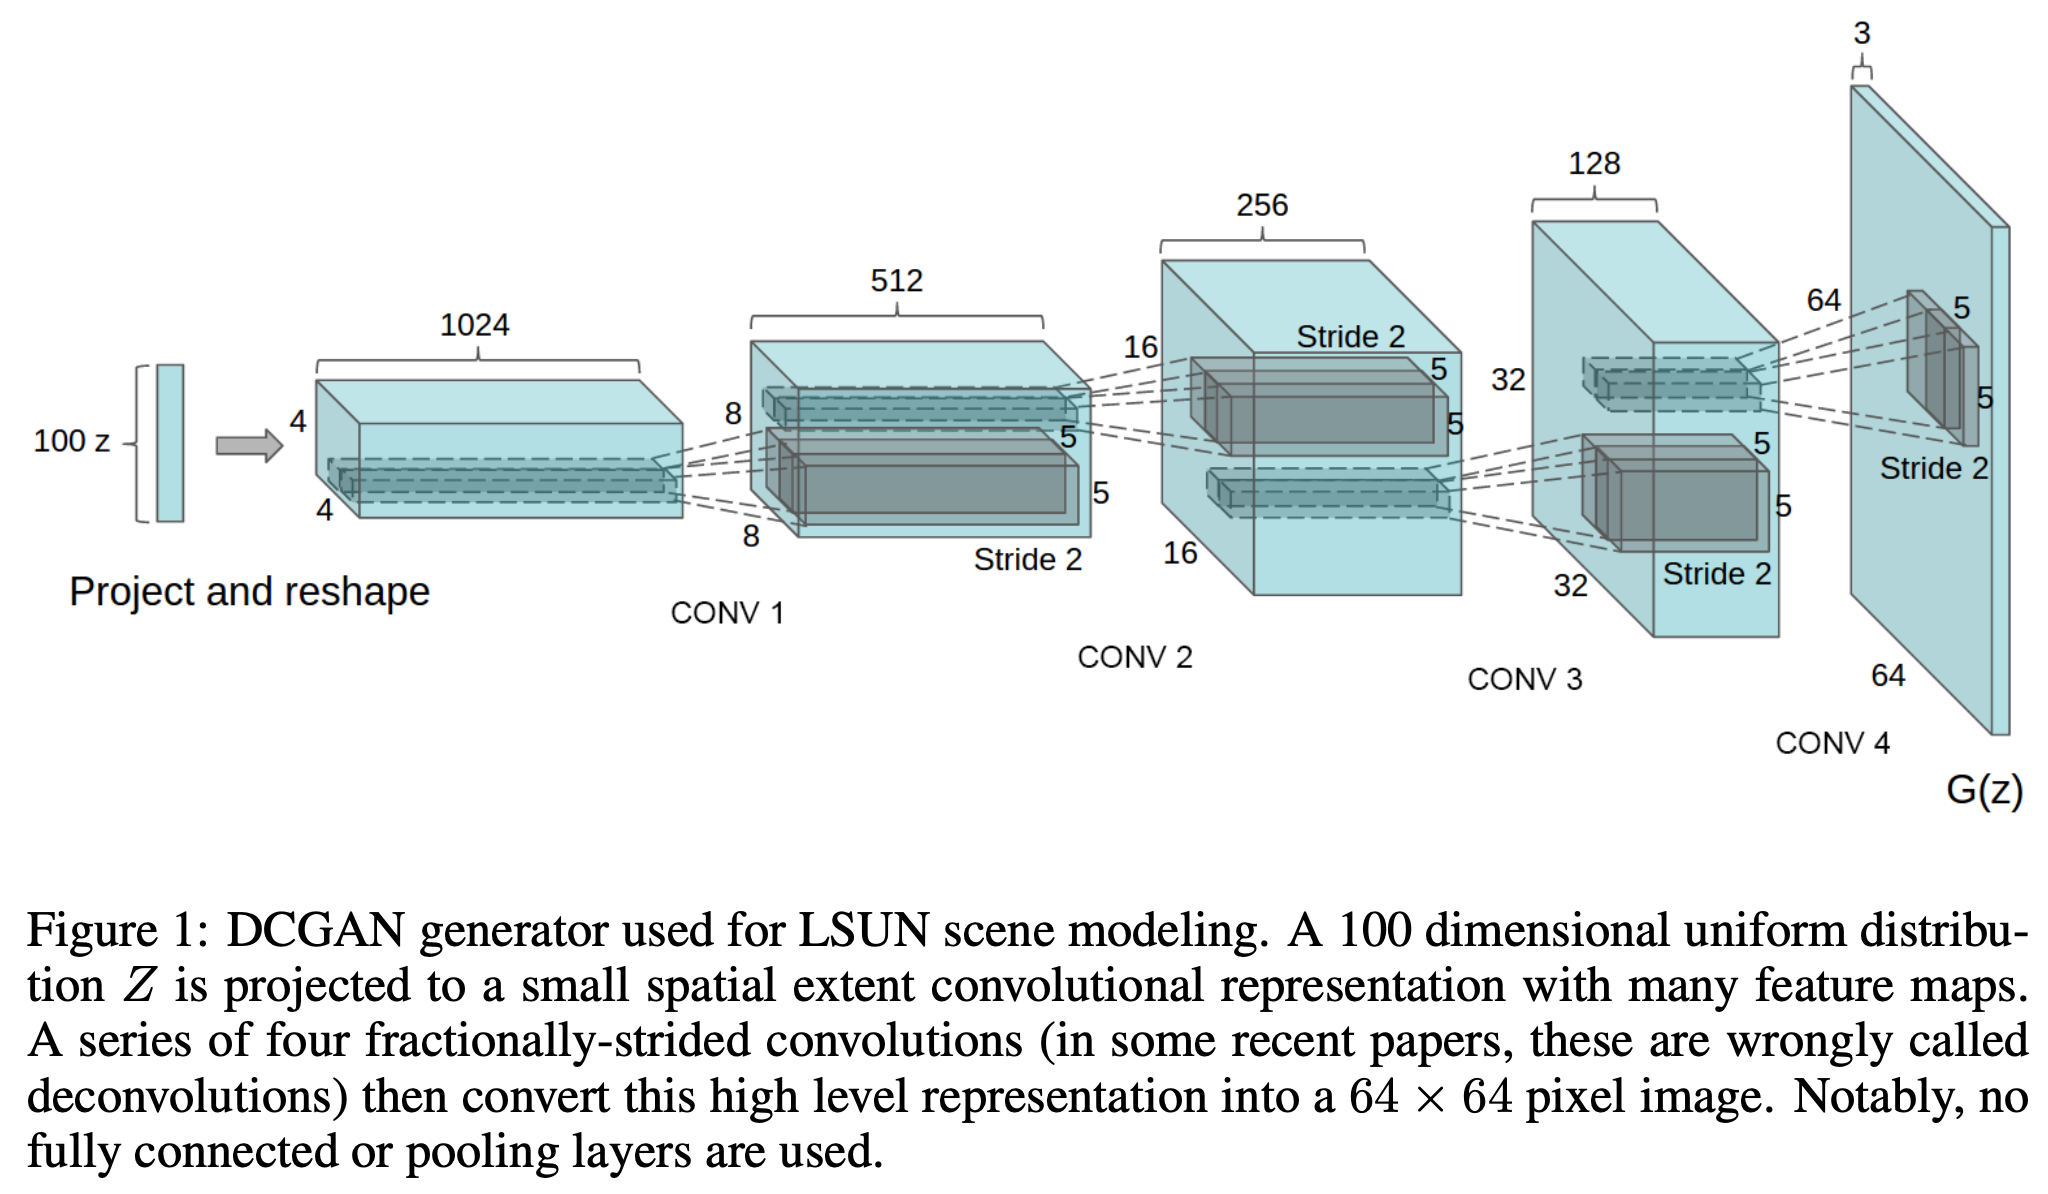 3
128
256
512
1024
64
5
Stride 2
16
5
32
5
8
5
4
100 z
5
5
Stride 2
5
5
4
8
16
32
Stride 2
Stride 2
Project and reshape
CONV 1
CONV 2
CONV 3
64
CONV 4
G(z)
Figure 1: DCGAN generator used for LSUN scene modeling. A 100 dimensional uniform distribu-
tion Z is projected to a small spatial extent convolutional representation with many feature maps.
A series of four fractionally-strided convolutions (in some recent papers, these are wrongly called
deconvolutions) then convert this high level representation into a 64 × 64 pixel image. Notably, no
fully connected or pooling layers are used.